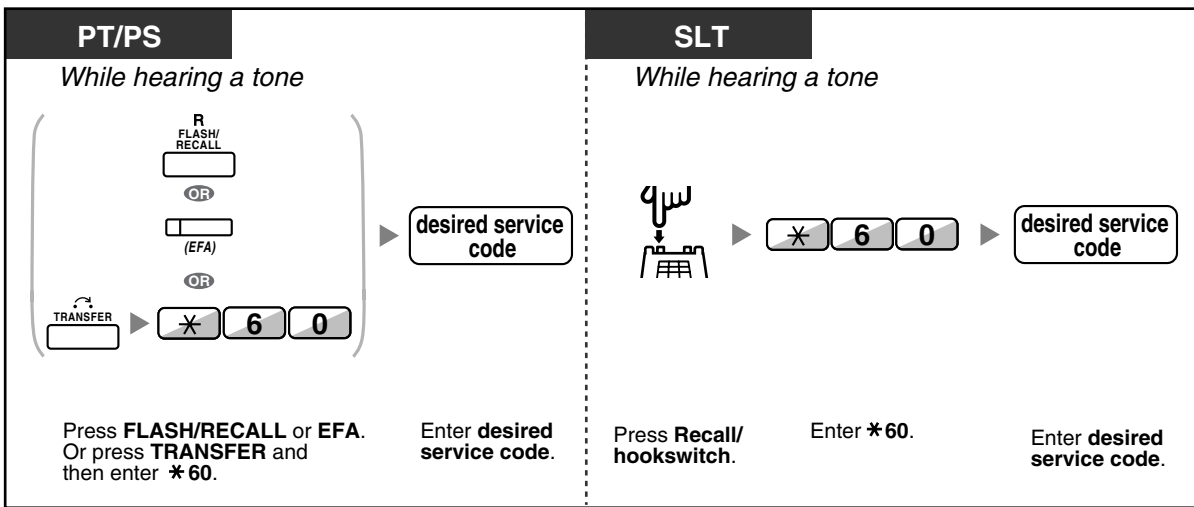 PT/PS
While hearing a tone
R
FLASH/
RECALL
OR
(EFA)
OR
TRANSFER
* 6 0
desired service
code
Press FLASH/RECALL or EFA.
Or press TRANSFER and
then enter *60.
Enter desired
service code.
SLT
While hearing a tone
* 6 0
desired service
code
Press Recall/
hookswitch.
Enter *60.
Enter desired
service code.